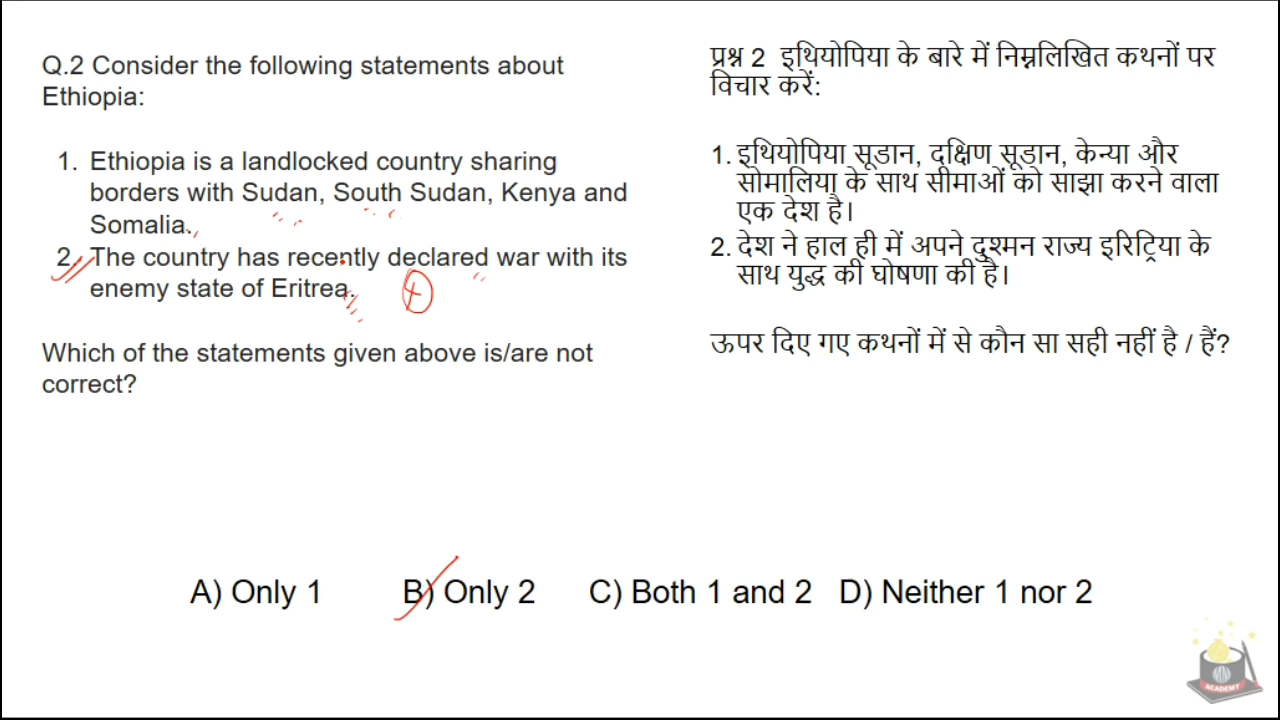 Q.2 Consider the following statements about
Ethiopia:
1. Ethiopia is a landlocked country sharing
borders with Sudan, South Sudan, Kenya and
Somalia.
2. The country has recently declared war with its
enemy state of Eritrea.
Which of the statements given above is/are not
correct?
प्रश्न 2 इथियोपिया के बारे में निम्नलिखित कथनों पर
विचार करें:
1. इथियोपिया सूडान, दक्षिण सूडान, केन्या और
सोमालिया के साथ सीमाओं को साझा करने वाला
एक देश है।
2. देश ने हाल ही में अपने दुश्मन राज्य इरिट्रिया के
साथ युद्ध की घोषणा की है।
ऊपर दिए गए कथनों में से कौन सा सही नहीं है / हैं?
A) Only 1 B) Only 2 C) Both 1 and 2 D) Neither 1 nor 2
ACADEMY